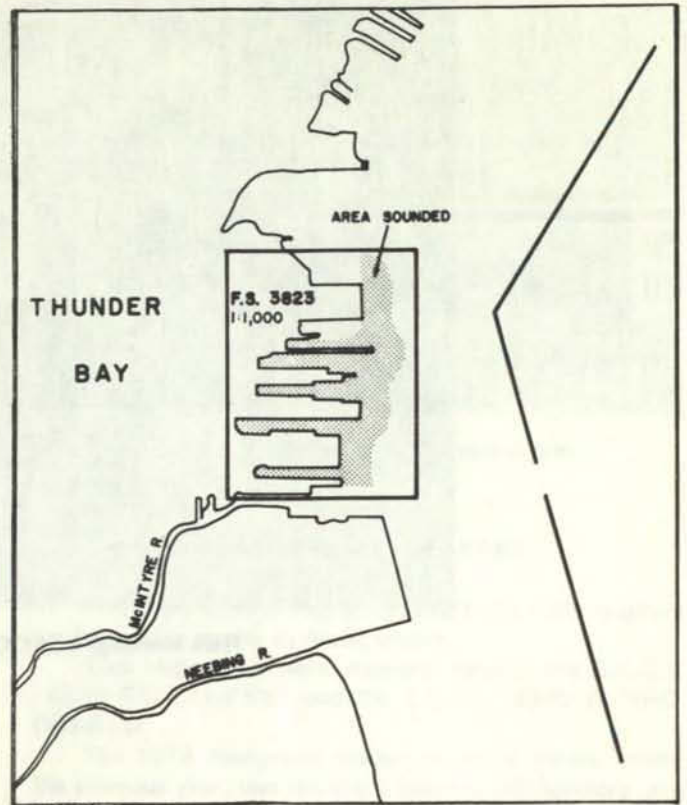 AREA SOUNDED
F.S. 3823
1:1,000
THUNDER
BAY
McINTYRE R.
NEEBING R.